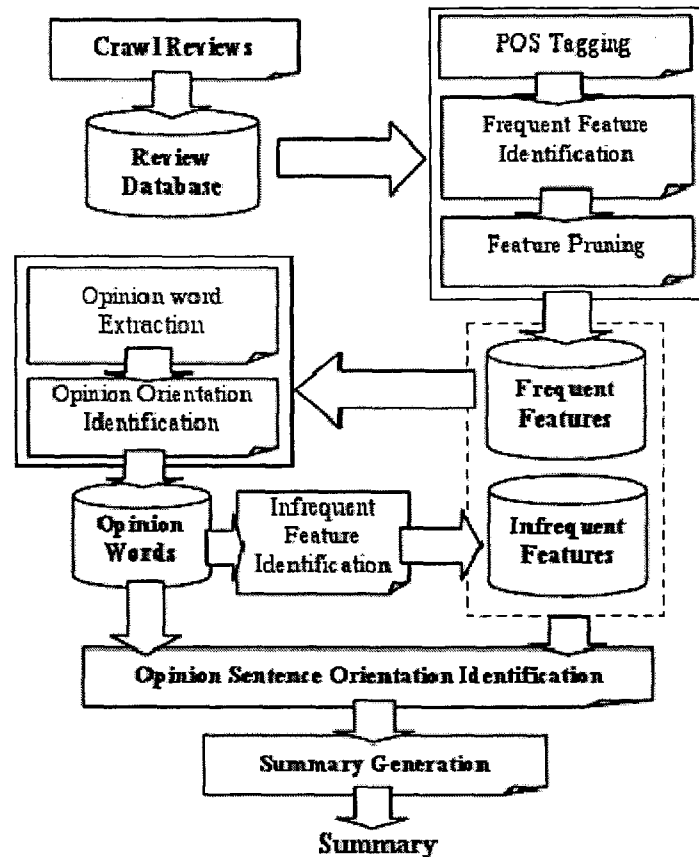 Crawl Reviews
Review
Database
POS Tagging
Frequent Feature
Identification
Feature Pruning
Opinion word
Extraction
Opinion Orientation
Identification
Frequent
Features
Opinion
Words
Infrequent
Feature
Identification
Infrequent
Features
Opinion Sentence Orientation Identification
Summary Generation
Summary